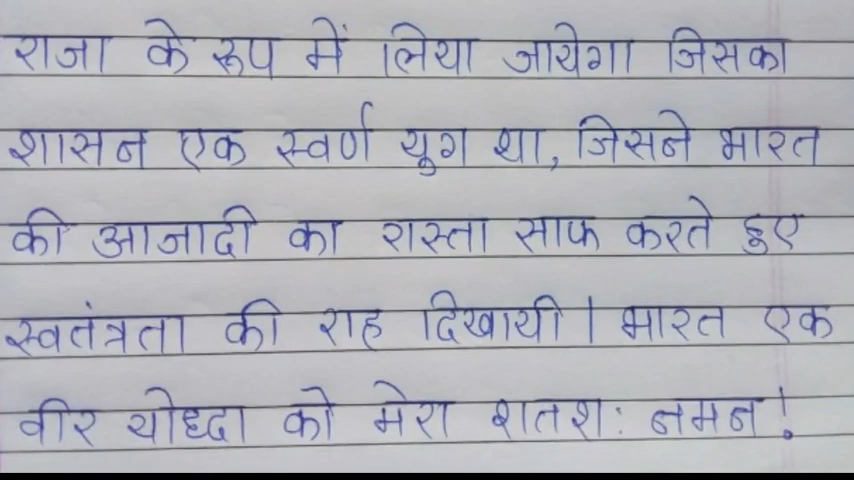 राजा के रूप में लिया जायेगा जिसका
शासन एक स्वर्ण युग था, जिसने भारत
की आजादी का रास्ता साफ करते हुए
स्वतंत्रता की राह दिखायी। भारत एक
वीर योध्दा को मेरा शतश: नमन!